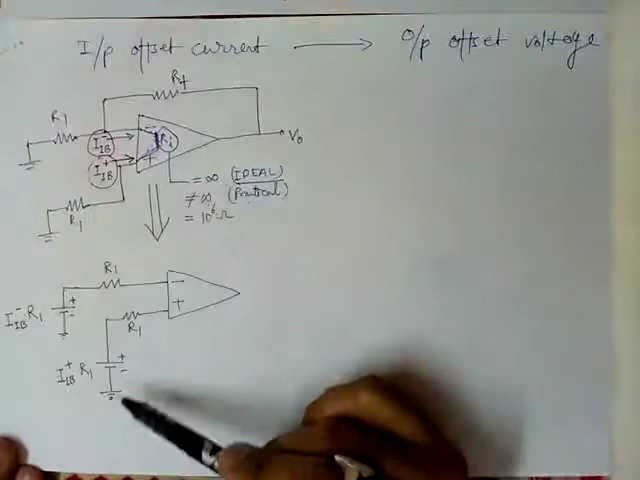 I/p offset current → O/p offset voltage
Rf
R1
I⁻IB
Ri
I⁺IB
Vo
= ∞ (IDEAL)
≠ ∞ (Practical)
= 10⁶ Ω
R1
R1
I⁻IB R1
+
-
-
+
R1
I⁺IB R1
+
-